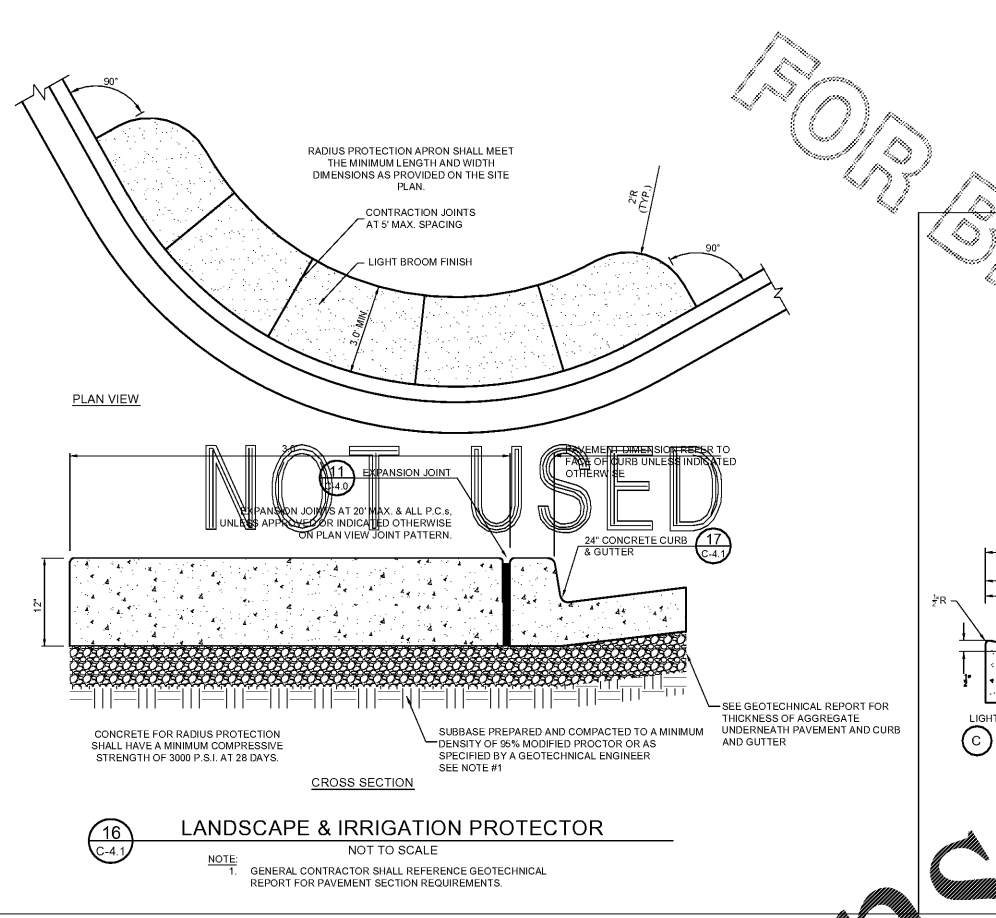 FOR B
90°
RADIUS PROTECTION APRON SHALL MEET
THE MINIMUM LENGTH AND WIDTH
DIMENSIONS AS PROVIDED ON THE SITE
PLAN.
CONTRACTION JOINTS
AT 5' MAX. SPACING
LIGHT BROOM FINISH
3.0' MIN.
2'R
(TYP.)
90°
PLAN VIEW
NOT USED
3.0'
11
C-4.0
EXPANSION JOINT
PAVEMENT DIMENSION REFER TO
FACE OF CURB UNLESS INDICATED
OTHERWISE
EXPANSION JOINTS AT 20' MAX. & ALL P.C.s,
UNLESS APPROVED OR INDICATED OTHERWISE
ON PLAN VIEW JOINT PATTERN.
24" CONCRETE CURB
& GUTTER
17
C-4.1
12"
SEE GEOTECHNICAL REPORT FOR
THICKNESS OF AGGREGATE
UNDERNEATH PAVEMENT AND CURB
AND GUTTER
CONCRETE FOR RADIUS PROTECTION
SHALL HAVE A MINIMUM COMPRESSIVE
STRENGTH OF 3000 P.S.I. AT 28 DAYS.
SUBBASE PREPARED AND COMPACTED TO A MINIMUM
DENSITY OF 95% MODIFIED PROCTOR OR AS
SPECIFIED BY A GEOTECHNICAL ENGINEER
SEE NOTE #1
CROSS SECTION
16
C-4.1
LANDSCAPE & IRRIGATION PROTECTOR
NOT TO SCALE
NOTE:
1. GENERAL CONTRACTOR SHALL REFERENCE GEOTECHNICAL
REPORT FOR PAVEMENT SECTION REQUIREMENTS.
½"R
LIGHT
C